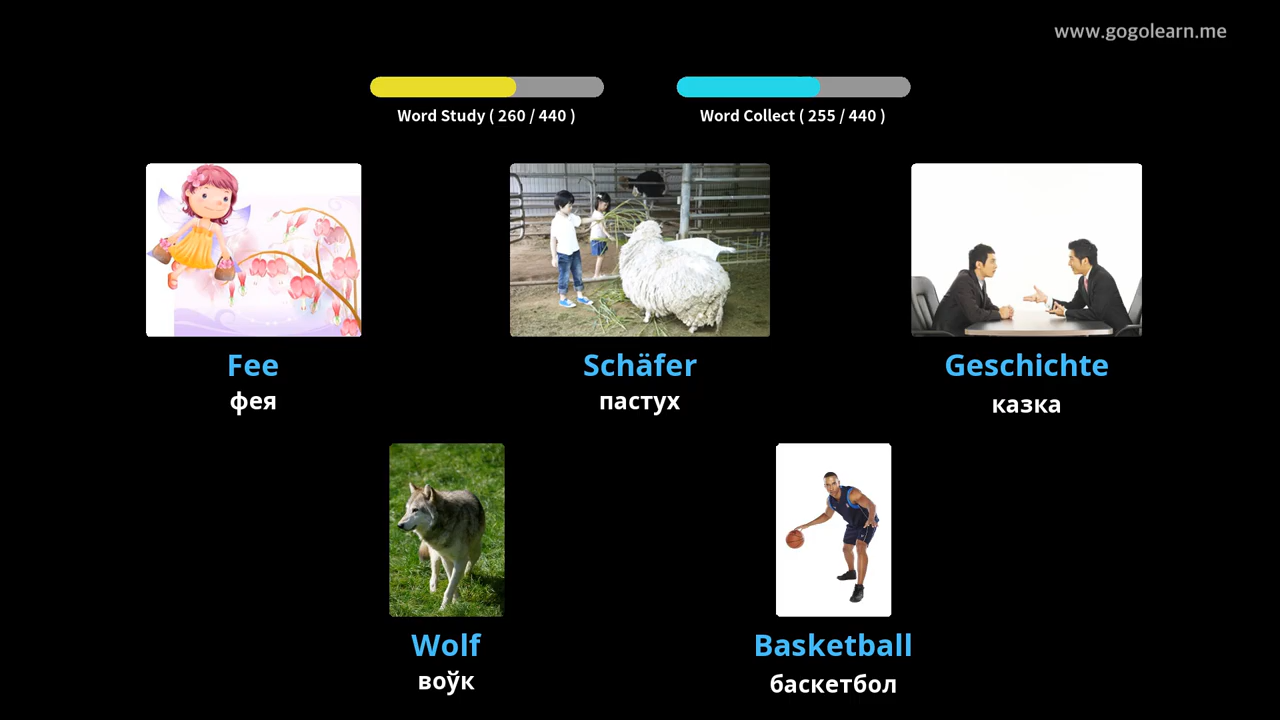 www.gogolearn.me
Word Study ( 260 / 440 )
Word Collect ( 255 / 440 )
Fee
фея
Schäfer
пастух
Geschichte
казка
Wolf
воўк
Basketball
баскетбол